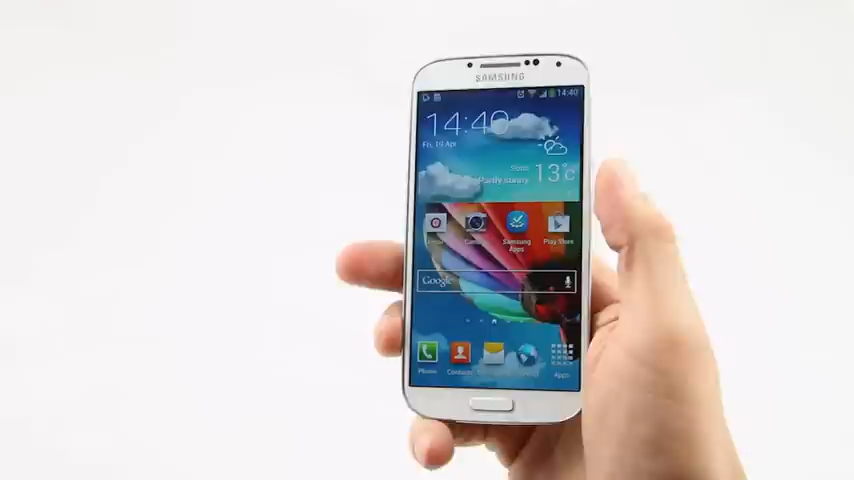 SAMSUNG
14:40
14:40
Fri, 19 Apr
13°c
Partly sunny
Samsung Apps
Play Store
Google
Phone
Contacts
Apps